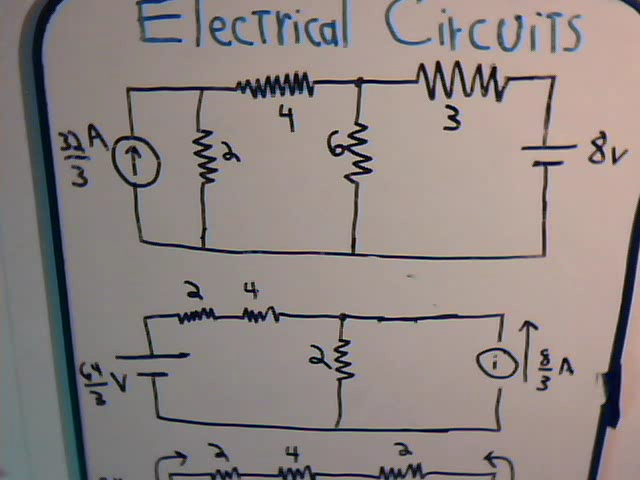 Electrical Circuits
4
3
32/3 A
2
6
8v
2 4
64/3 V
2
i
8/3 A
2 4 2